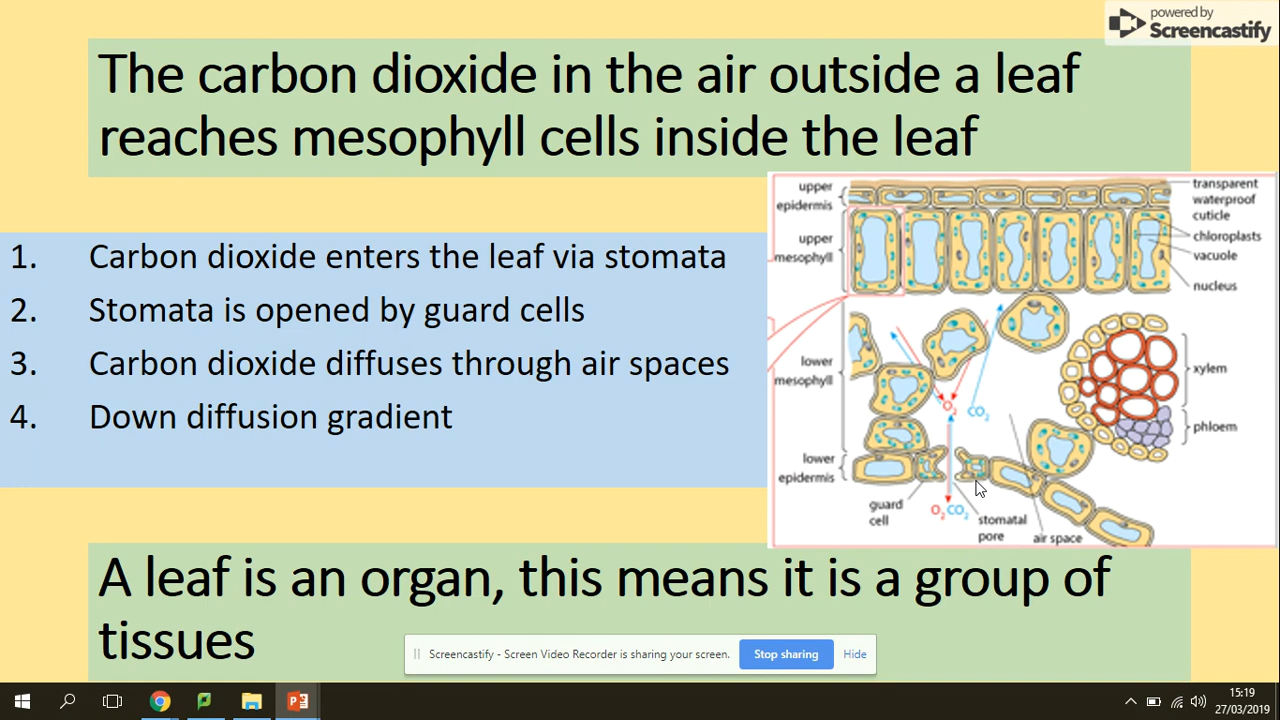 powered by
Screencastify
The carbon dioxide in the air outside a leaf
reaches mesophyll cells inside the leaf
1. Carbon dioxide enters the leaf via stomata
2. Stomata is opened by guard cells
3. Carbon dioxide diffuses through air spaces
4. Down diffusion gradient
upper
epidermis
upper
mesophyll
lower
mesophyll
lower
epidermis
guard
cell
O₂
CO₂
O₂ CO₂
stomatal
pore
air space
transparent
waterproof
cuticle
chloroplasts
vacuole
nucleus
xylem
phloem
A leaf is an organ, this means it is a group of
tissues
Screencastify - Screen Video Recorder is sharing your screen.
Stop sharing
Hide
15:19
27/03/2019